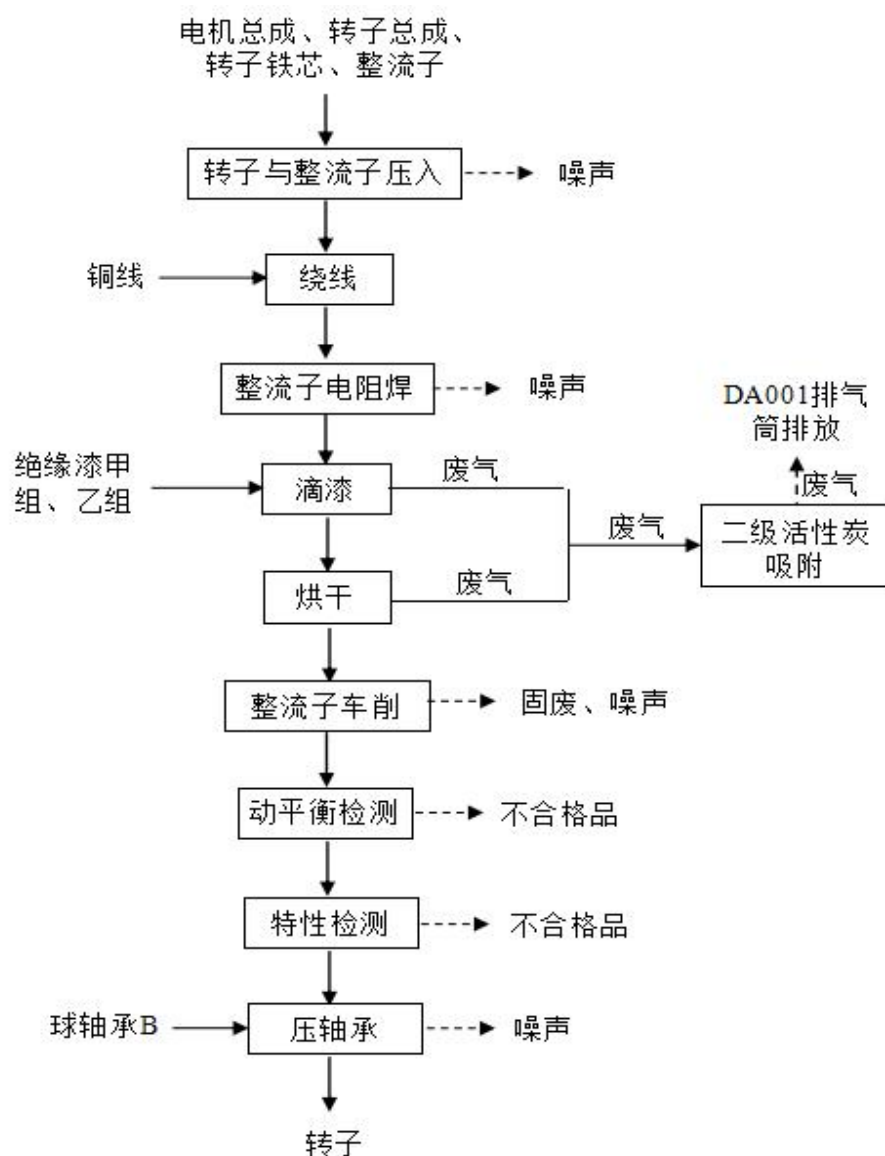 电机总成、转子总成、
转子铁芯、整流子
转子与整流子压入
噪声
铜线
绕线
整流子电阻焊
噪声
DA001排气
筒排放
绝缘漆甲
组、乙组
滴漆
废气
废气
废气
二级活性炭
吸附
烘干
废气
整流子车削
固废、噪声
动平衡检测
不合格品
特性检测
不合格品
球轴承B
压轴承
噪声
转子